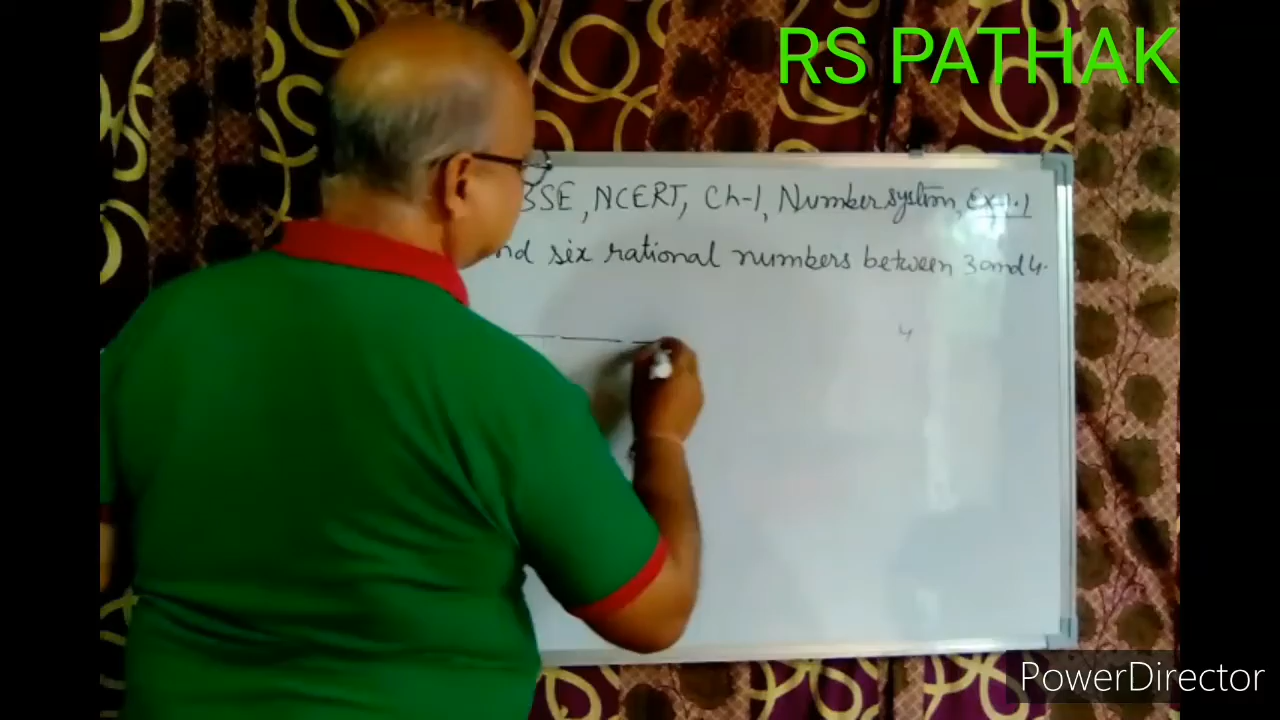 RS PATHAK
BSE, NCERT, Ch-1, Number system, Ex 1.1
nd six rational numbers between 3 and 4.
4
PowerDirector